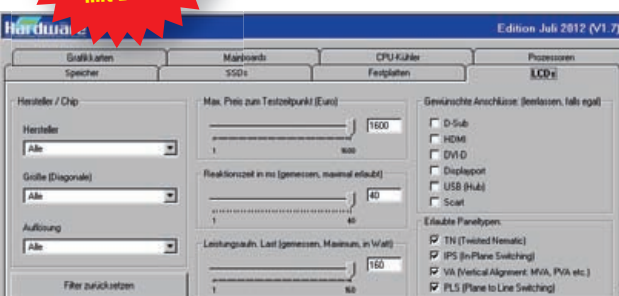 Hardware
Edition Juli 2012 (V1.7)
Grafikkarten
Mainboards
CPU-Kühler
Prozessoren
Speicher
SSDs
Festplatten
LCDs
Hersteller / Chip
Hersteller
Alle
Größe (Diagonale)
Alle
Auflösung
Alle
Filter zurücksetzen
Max. Preis zum Testzeitpunkt (Euro)
1600
1
1600
Reaktionszeit in ms (gemessen, maximal erlaubt)
40
1
40
Leistungsaufn. Last (gemessen, Maximum, in Watt)
160
1
160
Gewünschte Anschlüsse: (leerlassen, falls egal)
D-Sub
HDMI
DVI-D
Displayport
USB (Hub)
Scart
Erlaubte Paneltypen:
TN (Twisted Nematic)
IPS (In-Plane Switching)
VA (Vertical Alignment: MVA, PVA etc.)
PLS (Plane to Line Switching)